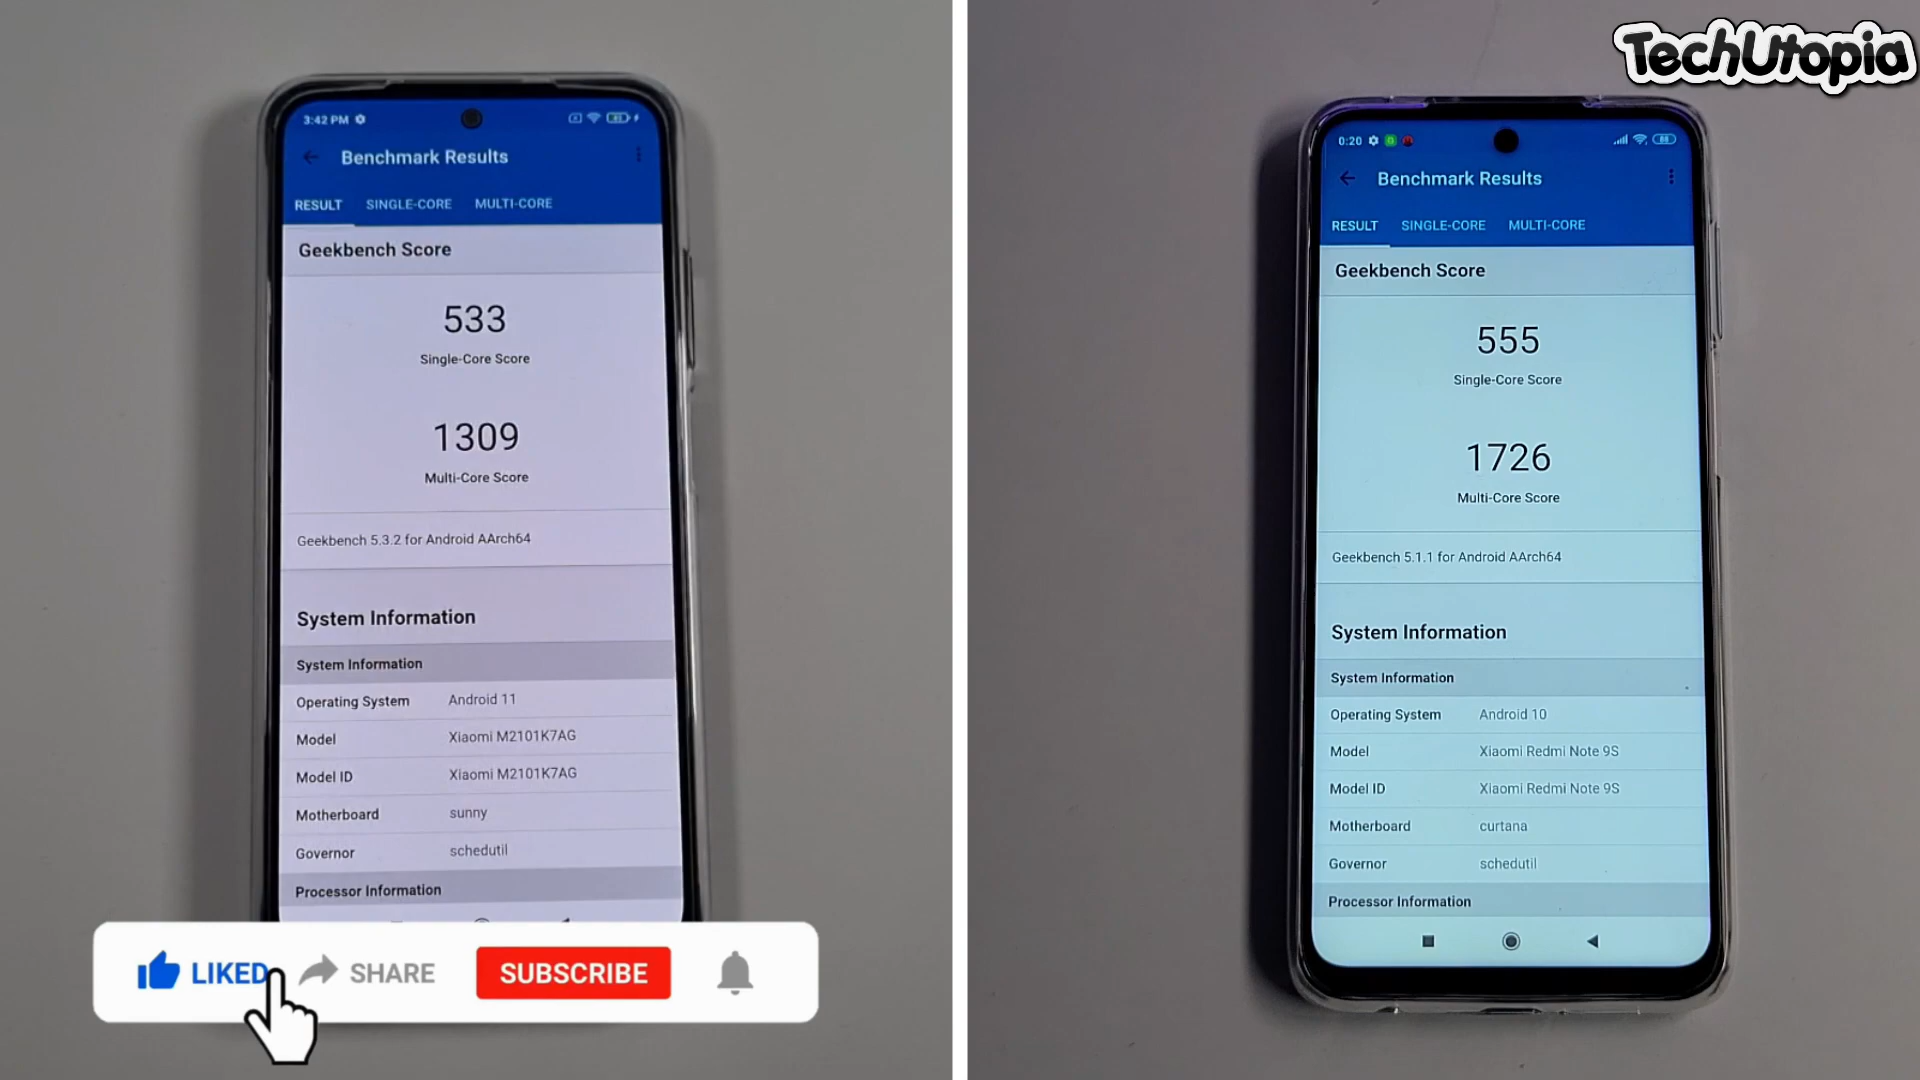 TechUtopia
3:42 PM
Benchmark Results
RESULT SINGLE-CORE MULTI-CORE
Geekbench Score
533
Single-Core Score
1309
Multi-Core Score
Geekbench 5.3.2 for Android AArch64
System Information
System Information
Operating System Android 11
Model Xiaomi M2101K7AG
Model ID Xiaomi M2101K7AG
Motherboard sunny
Governor schedutil
Processor Information
LIKED SHARE SUBSCRIBE
0:20
Benchmark Results
RESULT SINGLE-CORE MULTI-CORE
Geekbench Score
555
Single-Core Score
1726
Multi-Core Score
Geekbench 5.1.1 for Android AArch64
System Information
System Information
Operating System Android 10
Model Xiaomi Redmi Note 9S
Model ID Xiaomi Redmi Note 9S
Motherboard curtana
Governor schedutil
Processor Information